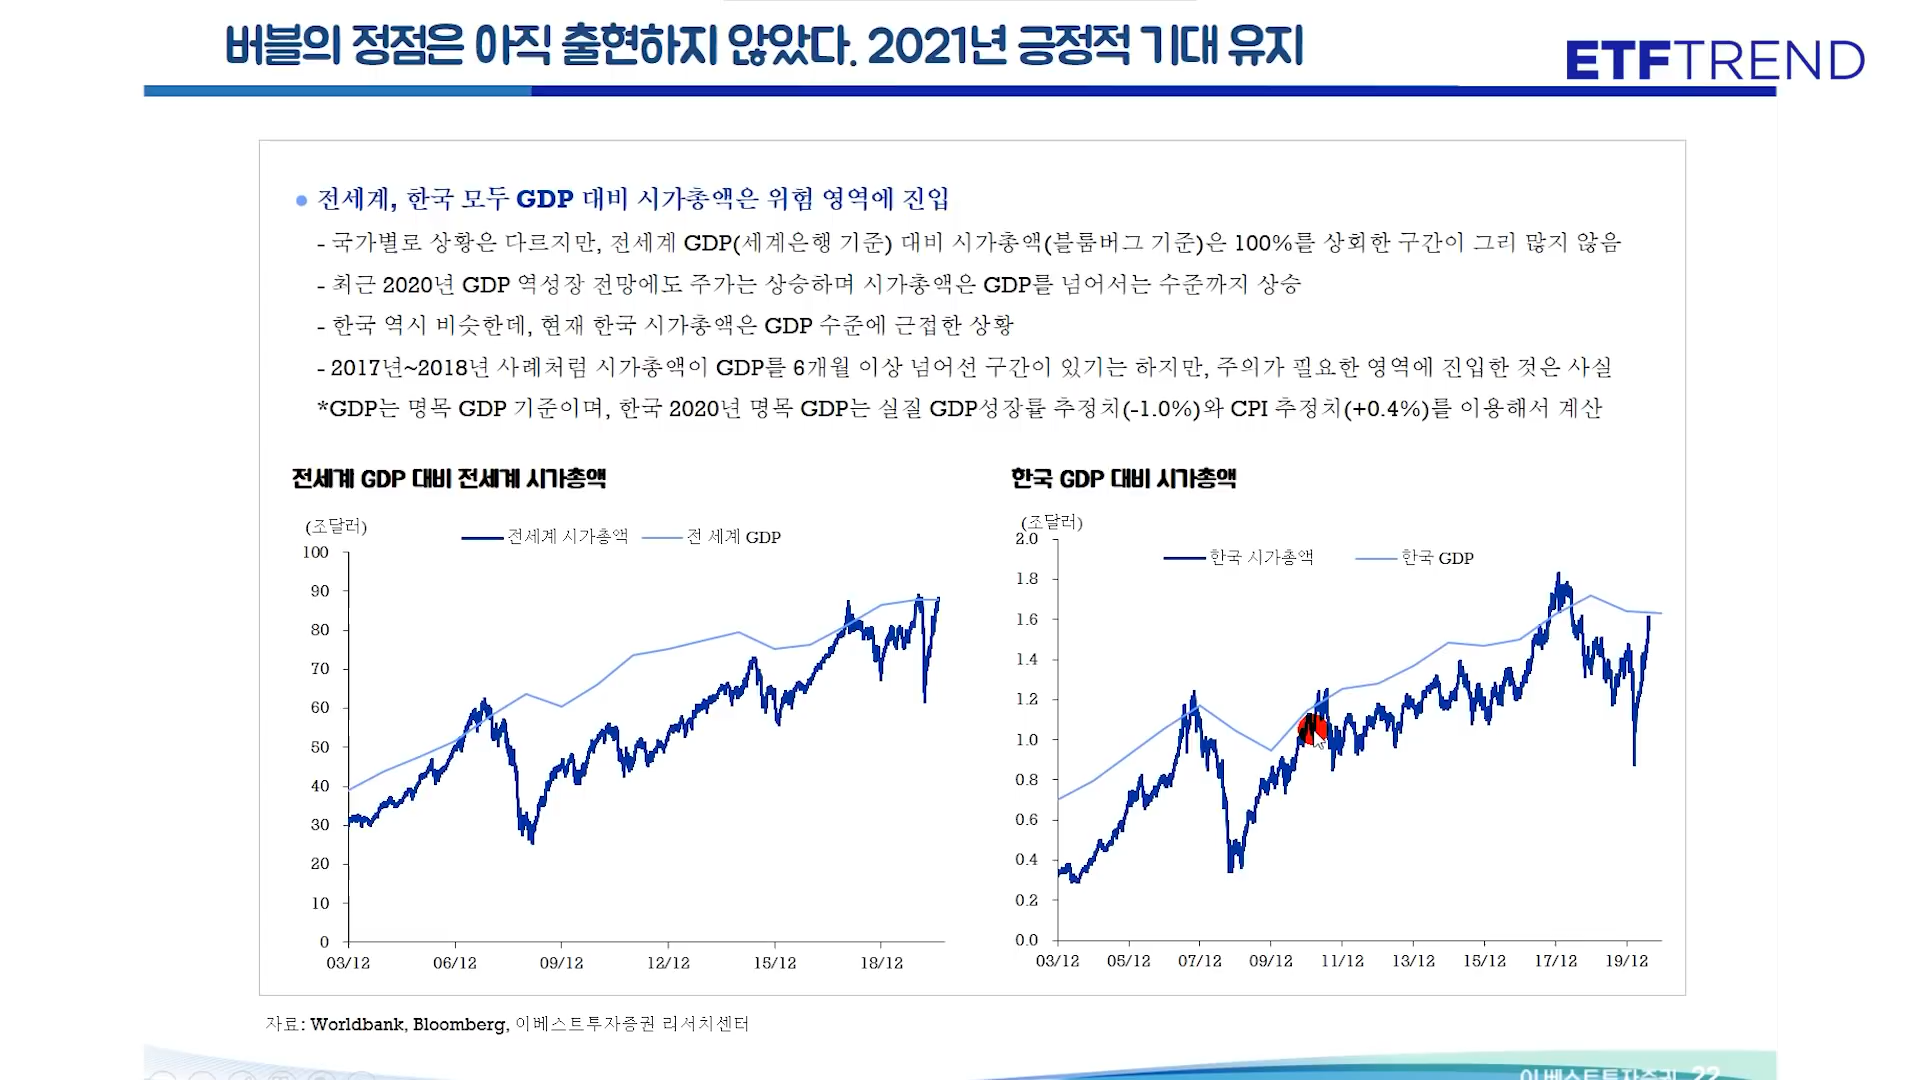 버블의 정점은 아직 출현하지 않았다. 2021년 긍정적 기대 유지
ETFTREND
전세계, 한국 모두 GDP 대비 시가총액은 위험 영역에 진입
- 국가별로 상황은 다르지만, 전세계 GDP(세계은행 기준) 대비 시가총액(블룸버그 기준)은 100%를 상회한 구간이 그리 많지 않음
- 최근 2020년 GDP 역성장 전망에도 주가는 상승하며 시가총액은 GDP를 넘어서는 수준까지 상승
- 한국 역시 비슷한데, 현재 한국 시가총액은 GDP 수준에 근접한 상황
- 2017년~2018년 사례처럼 시가총액이 GDP를 6개월 이상 넘어선 구간이 있기는 하지만, 주의가 필요한 영역에 진입한 것은 사실
*GDP는 명목 GDP 기준이며, 한국 2020년 명목 GDP는 실질 GDP성장률 추정치(-1.0%)와 CPI 추정치(+0.4%)를 이용해서 계산
전세계 GDP 대비 전세계 시가총액
(조달러)
전세계 시가총액 전 세계 GDP
100
90
80
70
60
50
40
30
20
10
0
03/12 06/12 09/12 12/12 15/12 18/12
한국 GDP 대비 시가총액
(조달러)
한국 시가총액 한국 GDP
2.0
1.8
1.6
1.4
1.2
1.0
0.8
0.6
0.4
0.2
0.0
03/12 05/12 07/12 09/12 11/12 13/12 15/12 17/12 19/12
자료: Worldbank, Bloomberg, 이베스트투자증권 리서치센터
이베스트투자증권 22